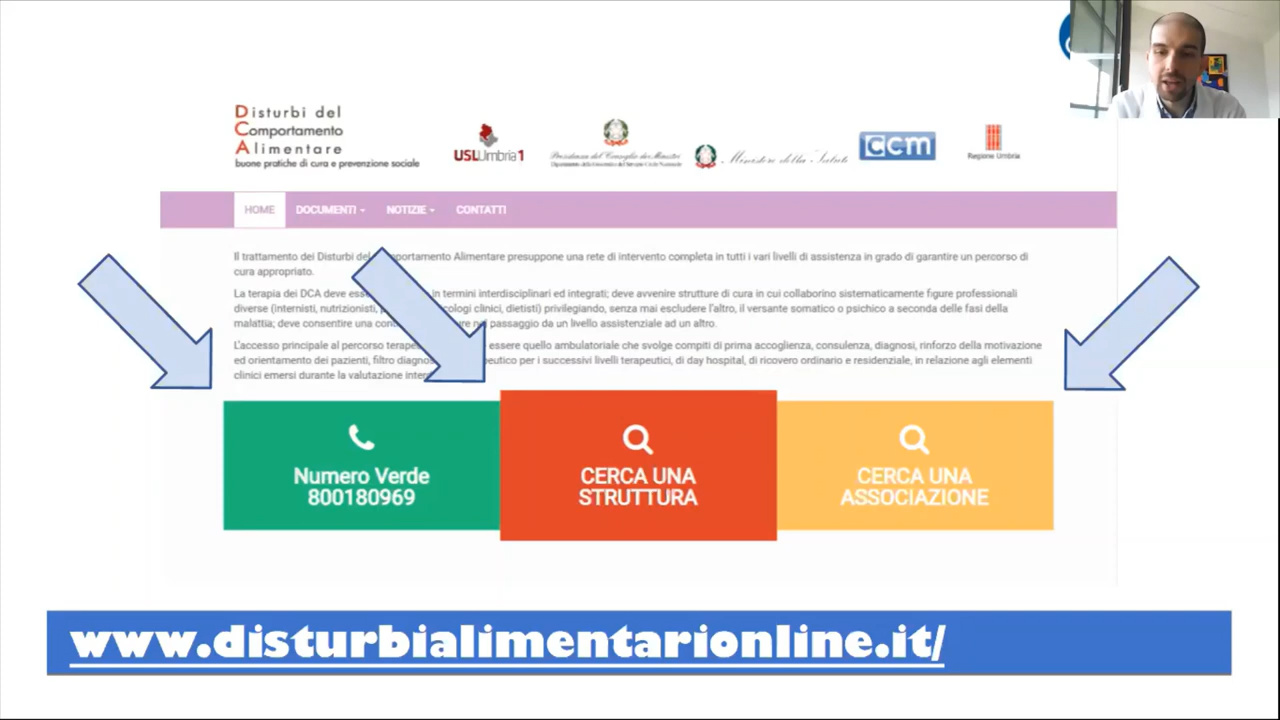 Disturbi del
Comportamento
Alimentare
buone pratiche di cura e prevenzione sociale
USLUmbria1
Presidenza del Consiglio dei Ministri
Ministero della Salute
ccm
Regione Umbria
HOME
DOCUMENTI
NOTIZIE
CONTATTI
Il trattamento dei Disturbi del Comportamento Alimentare presuppone una rete di intervento completa in tutti i vari livelli di assistenza in grado di garantire un percorso di
cura appropriato.
La terapia dei DCA deve in termini interdisciplinari ed integrati; deve avvenire strutture di cura in cui collaborino sistematicamente figure professionali
diverse (internisti, nutrizionisti, clinici, dietisti) privilegiando, senza mai escludere l'altro, il versante somatico o psichico a seconda delle fasi della
malattia; deve consentire una nel passaggio da un livello assistenziale ad un altro.
L'accesso principale al percorso essere quello ambulatoriale che svolge compiti di prima accoglienza, consulenza, diagnosi, rinforzo della motivazione
ed orientamento dei pazienti, filtro per i successivi livelli terapeutici, di day hospital, di ricovero ordinario e residenziale, in relazione agli elementi
clinici emersi durante la valutazione
Numero Verde
800180969
CERCA UNA
STRUTTURA
CERCA UNA
ASSOCIAZIONE
www.disturbialimentarionline.it/